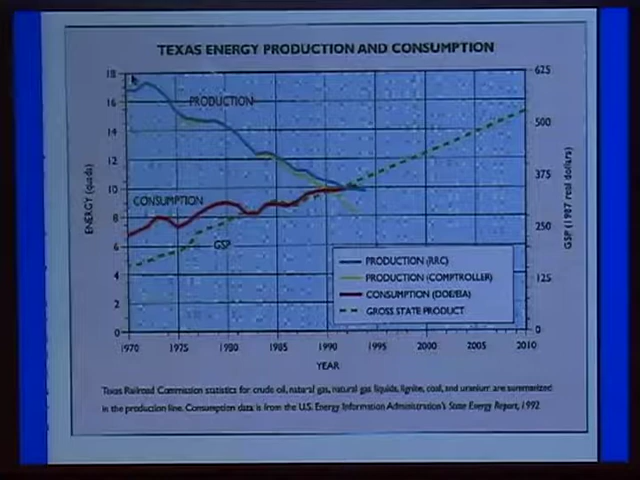 TEXAS ENERGY PRODUCTION AND CONSUMPTION
18
16
14
12
10
8
6
4
2
0
ENERGY (quads)
625
500
375
250
125
0
GSP (1987 real dollars)
PRODUCTION
CONSUMPTION
GSP
PRODUCTION (RRC)
PRODUCTION (COMPTROLLER)
CONSUMPTION (DOE/EIA)
GROSS STATE PRODUCT
1970 1975 1980 1985 1990 1995 2000 2005 2010
YEAR
Texas Railroad Commission statistics for crude oil, natural gas, natural gas liquids, lignite, coal, and uranium are summarized
in the production line. Consumption data is from the U.S. Energy Information Administration's State Energy Report, 1992